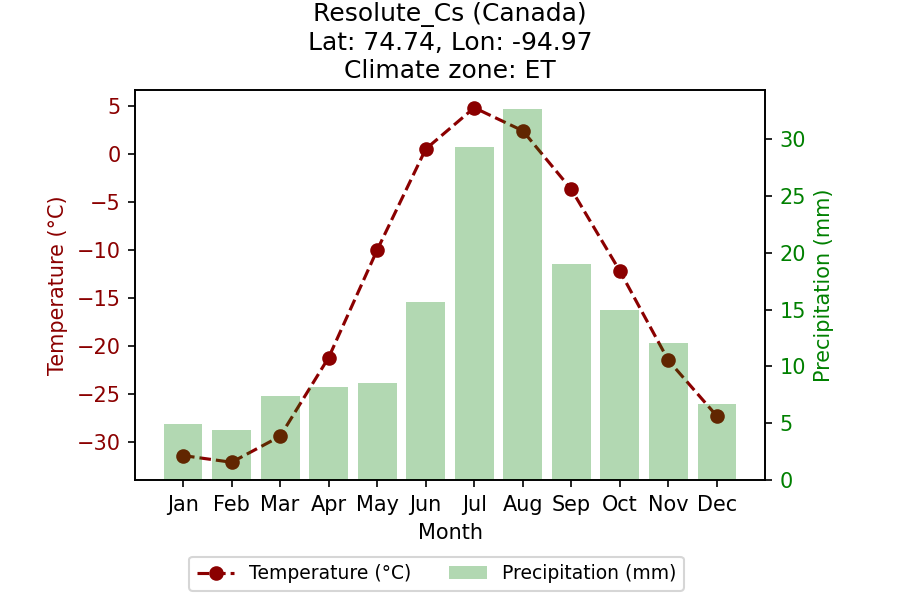 Resolute_Cs (Canada)
Lat: 74.74, Lon: -94.97
Climate zone: ET
Temperature (°C)
5
0
−5
−10
−15
−20
−25
−30
30
25
20
15
10
5
0
Precipitation (mm)
Jan Feb Mar Apr May Jun Jul Aug Sep Oct Nov Dec
Month
Temperature (°C) Precipitation (mm)